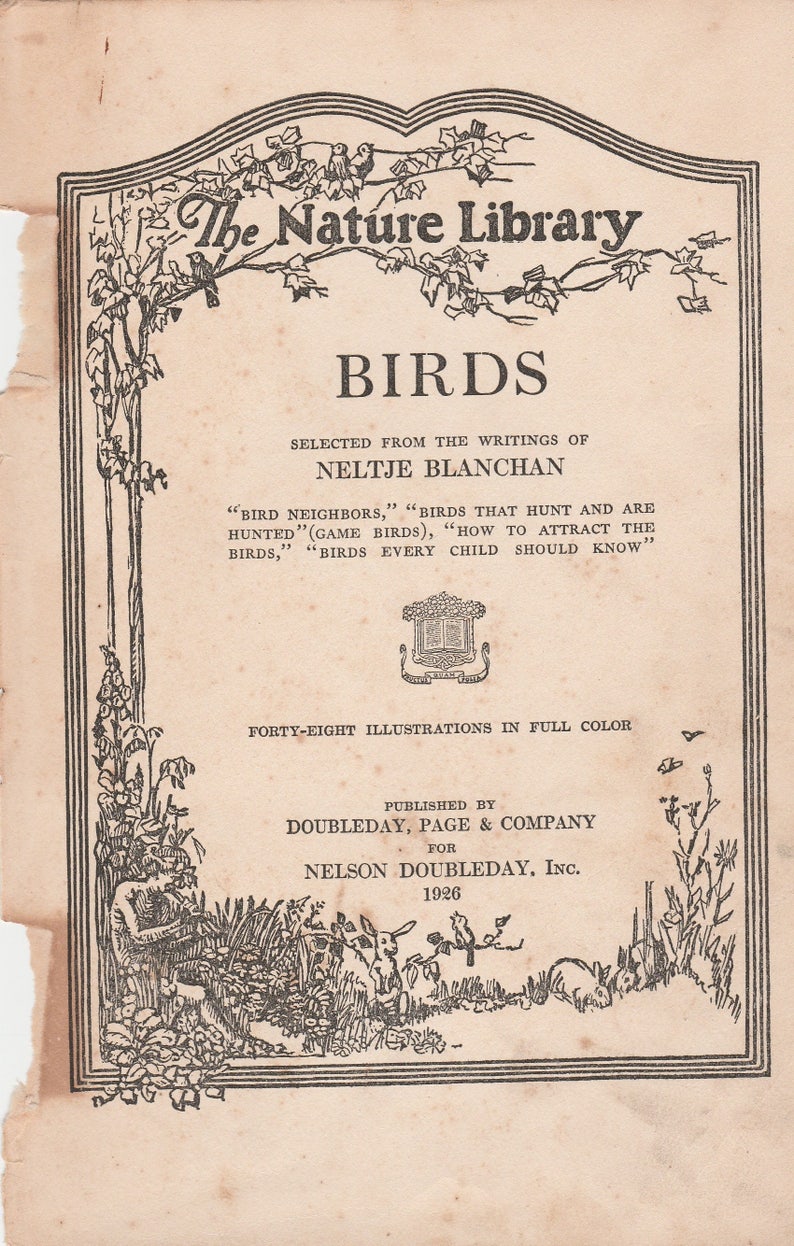 The Nature Library
BIRDS
SELECTED FROM THE WRITINGS OF
NELTJE BLANCHAN
“BIRD NEIGHBORS,” “BIRDS THAT HUNT AND ARE
HUNTED”(GAME BIRDS), “HOW TO ATTRACT THE
BIRDS,” “BIRDS EVERY CHILD SHOULD KNOW”
QUAM
FORTY-EIGHT ILLUSTRATIONS IN FULL COLOR
PUBLISHED BY
DOUBLEDAY, PAGE & COMPANY
FOR
NELSON DOUBLEDAY, INC.
1926